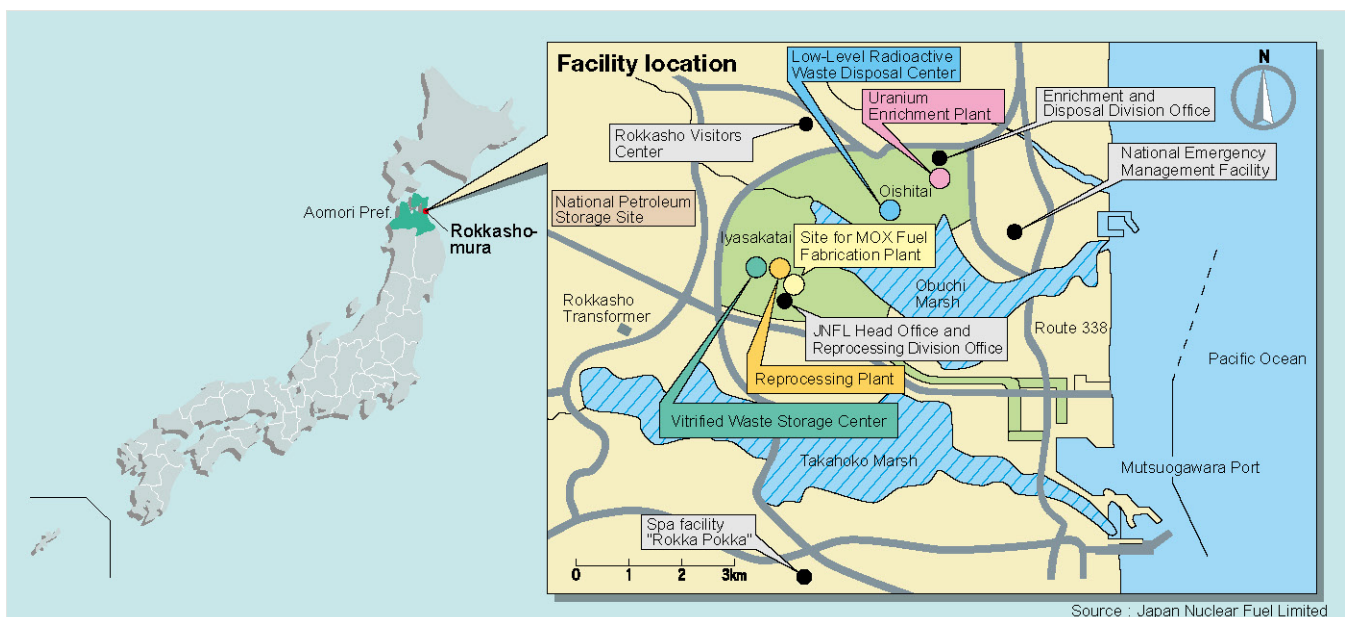 Facility location
Low-Level Radioactive
Waste Disposal Center
N
Uranium
Enrichment Plant
Enrichment and
Disposal Division Office
Rokkasho Visitors
Center
National Emergency
Management Facility
Oishitai
National Petroleum
Storage Site
Aomori Pref.
Rokkasho-
mura
Iyasakatai
Site for MOX Fuel
Fabrication Plant
Obuchi
Marsh
Rokkasho
Transformer
JNFL Head Office and
Reprocessing Division Office
Route 338
Pacific Ocean
Reprocessing Plant
Vitrified Waste Storage Center
Takahoko Marsh
Mutsuogawara Port
Spa facility
"Rokka Pokka"
0 1 2 3km
Source : Japan Nuclear Fuel Limited